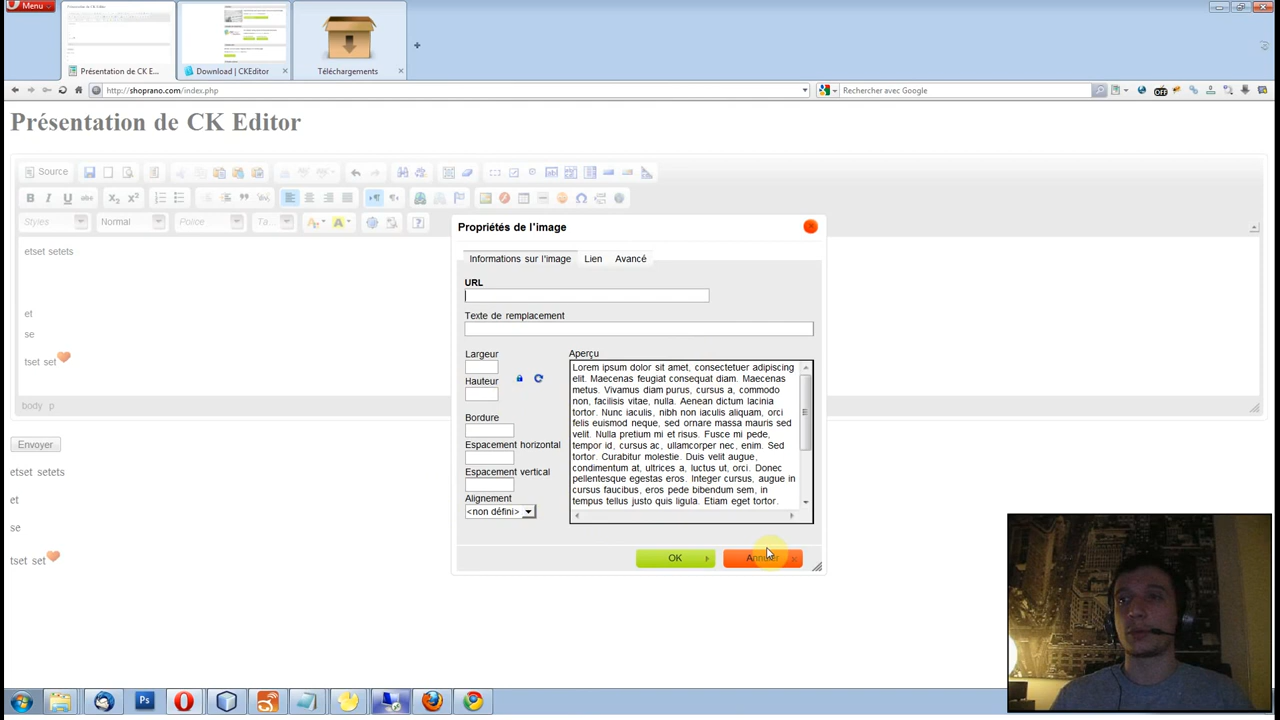 Menu
Présentation de CK E...
Download | CKEditor
Téléchargements
http://shoprano.com/index.php
Rechercher avec Google
OFF
Présentation de CK Editor
Source
Styles
Normal
Police
Ta...
Propriétés de l'image
Informations sur l'image
Lien
Avancé
URL
Texte de remplacement
Largeur
Hauteur
Bordure
Espacement horizontal
Espacement vertical
Alignement
<non défini>
Aperçu
Lorem ipsum dolor sit amet, consectetuer adipiscing
elit. Maecenas feugiat consequat diam. Maecenas
metus. Vivamus diam purus, cursus a, commodo
non, facilisis vitae, nulla. Aenean dictum lacinia
tortor. Nunc iaculis, nibh non iaculis aliquam, orci
felis euismod neque, sed ornare massa mauris sed
velit. Nulla pretium mi et risus. Fusce mi pede,
tempor id, cursus ac, ullamcorper nec, enim. Sed
tortor. Curabitur molestie. Duis velit augue,
condimentum at, ultrices a, luctus ut, orci. Donec
pellentesque egestas eros. Integer cursus, augue in
cursus faucibus, eros pede bibendum sem, in
tempus tellus justo quis ligula. Etiam eget tortor.
OK
Annuler
etset setets
et
se
tset set
body p
Envoyer
etset setets
et
se
tset set
Ps